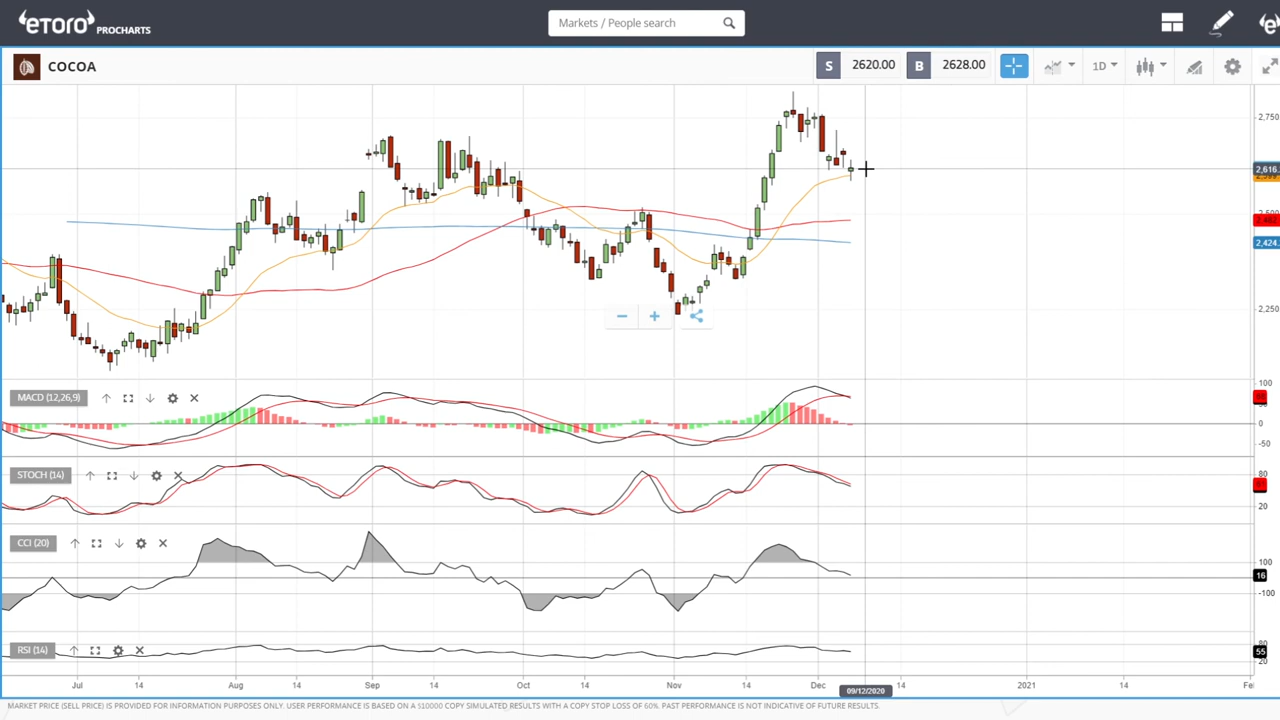 eToro PROCHARTS
Markets / People search
COCOA
S 2620.00 B 2628.00
1D
2,750
2,616.
2,500
2,424.
2,250
MACD (12,26,9)
100
50
0
-50
STOCH (14)
80
20
CCI (20)
100
16
-100
RSI (14)
80
55
20
Jul 14 Aug 14 Sep 14 Oct 14 Nov 14 Dec 09/12/2020 14 2021 14 Fe
MARKET PRICE (SELL PRICE) IS PROVIDED FOR INFORMATION PURPOSES ONLY. USER PERFORMANCE IS BASED ON A $10000 COPY SIMULATED RESULTS WITH A COPY STOP LOSS OF 60%. PAST PERFORMANCE IS NOT INDICATIVE OF FUTURE RESULTS.